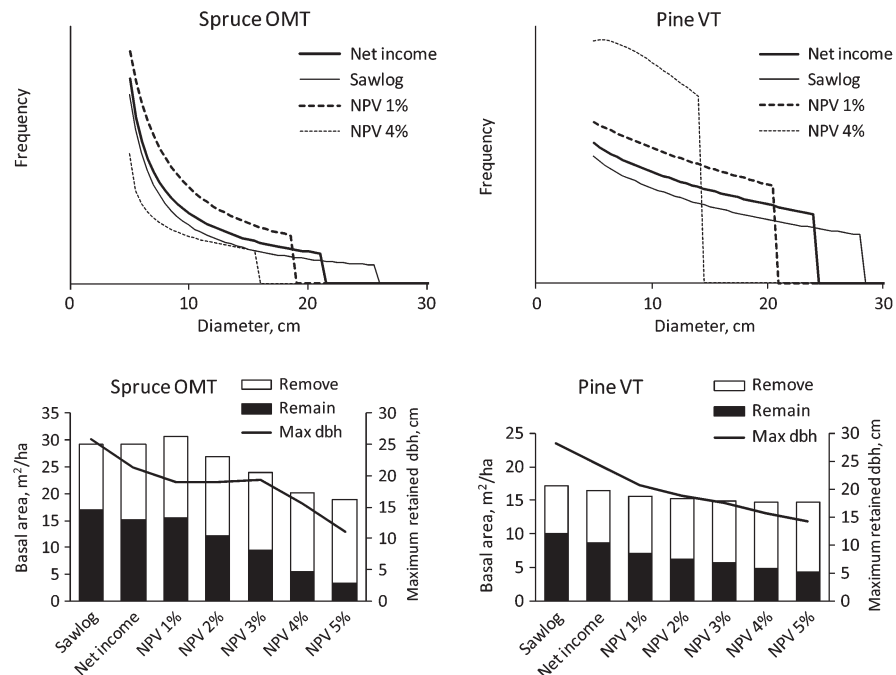 Spruce OMT
Net income
Sawlog
NPV 1%
NPV 4%
Frequency
0
10
20
30
Diameter, cm
Pine VT
Net income
Sawlog
NPV 1%
NPV 4%
Frequency
0
10
20
30
Diameter, cm
Spruce OMT
Remove
Remain
Max dbh
Basal area, m²/ha
35
30
25
20
15
10
5
0
30
25
20
15
10
5
0
Maximum retained dbh, cm
Sawlog
Net income
NPV 1%
NPV 2%
NPV 3%
NPV 4%
NPV 5%
Pine VT
Remove
Remain
Max dbh
Basal area, m²/ha
25
20
15
10
5
0
30
25
20
15
10
5
0
Maximum retained dbh, cm
Sawlog
Net income
NPV 1%
NPV 2%
NPV 3%
NPV 4%
NPV 5%